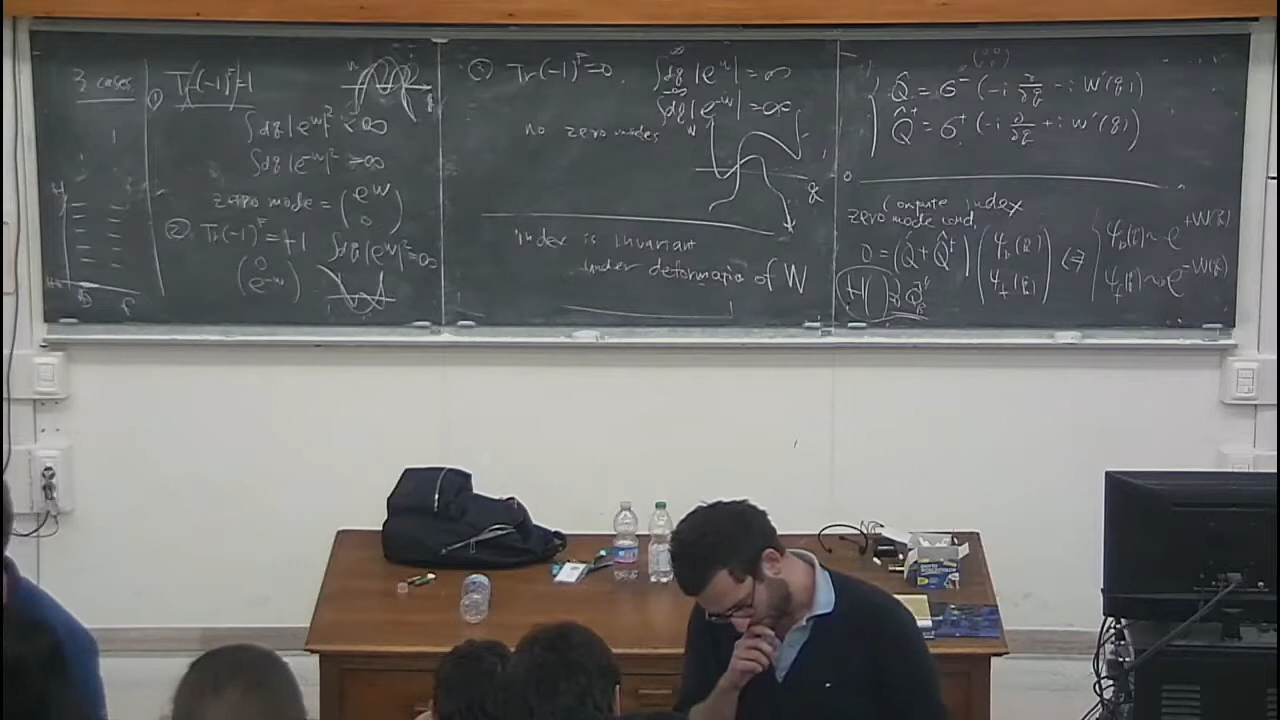 3 cases
① Tr(-1)^F=1
∫dq|e^W|² < ∞
∫dq|e^-W|² = ∞
zero mode = (e^W
0)
② Tr(-1)^F = +1
∫dq|e^W|² = ∞
(0
e^-W)
③ Tr(-1)^F = 0
∫dq|e^W| = ∞
∫dq|e^-W| = ∞
no zero modes
W
q
index is invariant
under deformation of W
Q̂ = σ^- (-i ∂/∂q - i W'(q))
Q̂^† = σ^+ (-i ∂/∂q + i W'(q))
Compute index
zero mode cond.
0 = (Q̂ + Q̂^†) (ψ_b(q)
ψ_f(q)) ⇔ { ψ_b(q) ~ e^+W(q)
ψ_f(q) ~ e^-W(q)